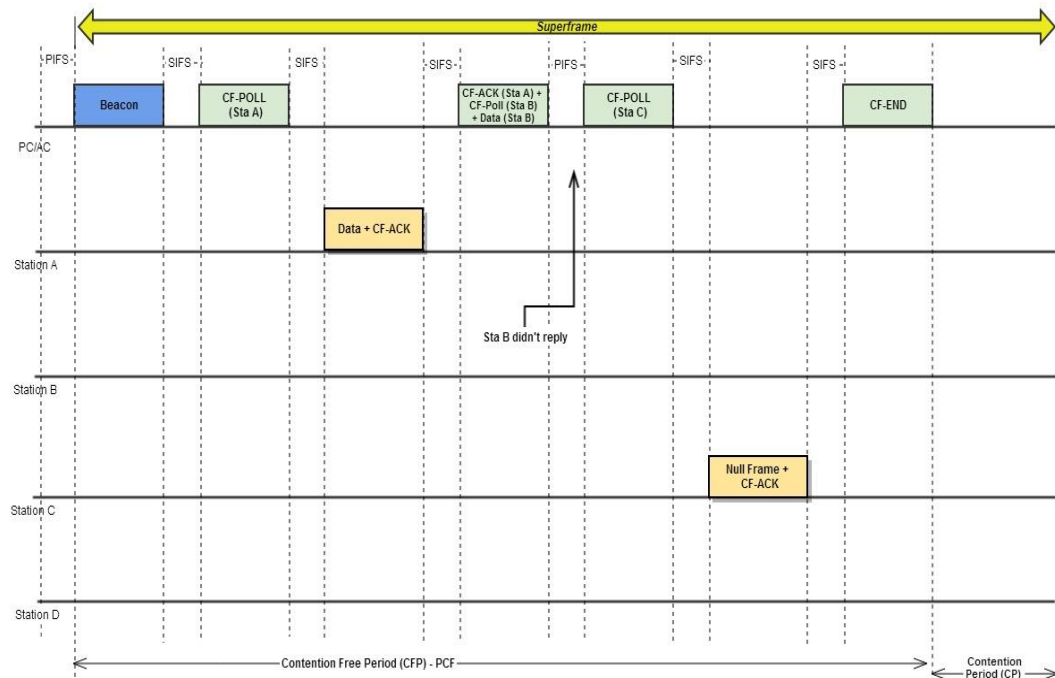 Superframe
PIFS -
SIFS -
SIFS
SIFS -
PIFS -
SIFS
SIFS -
Beacon
CF-POLL
(Sta A)
CF-ACK (Sta A) +
CF-Poll (Sta B)
+ Data (Sta B)
CF-POLL
(Sta C)
CF-END
PC/AC
Data + CF-ACK
Station A
Sta B didn't reply
Station B
Null Frame +
CF-ACK
Station C
Station D
Contention Free Period (CFP) - PCF
Contention
Period (CP)